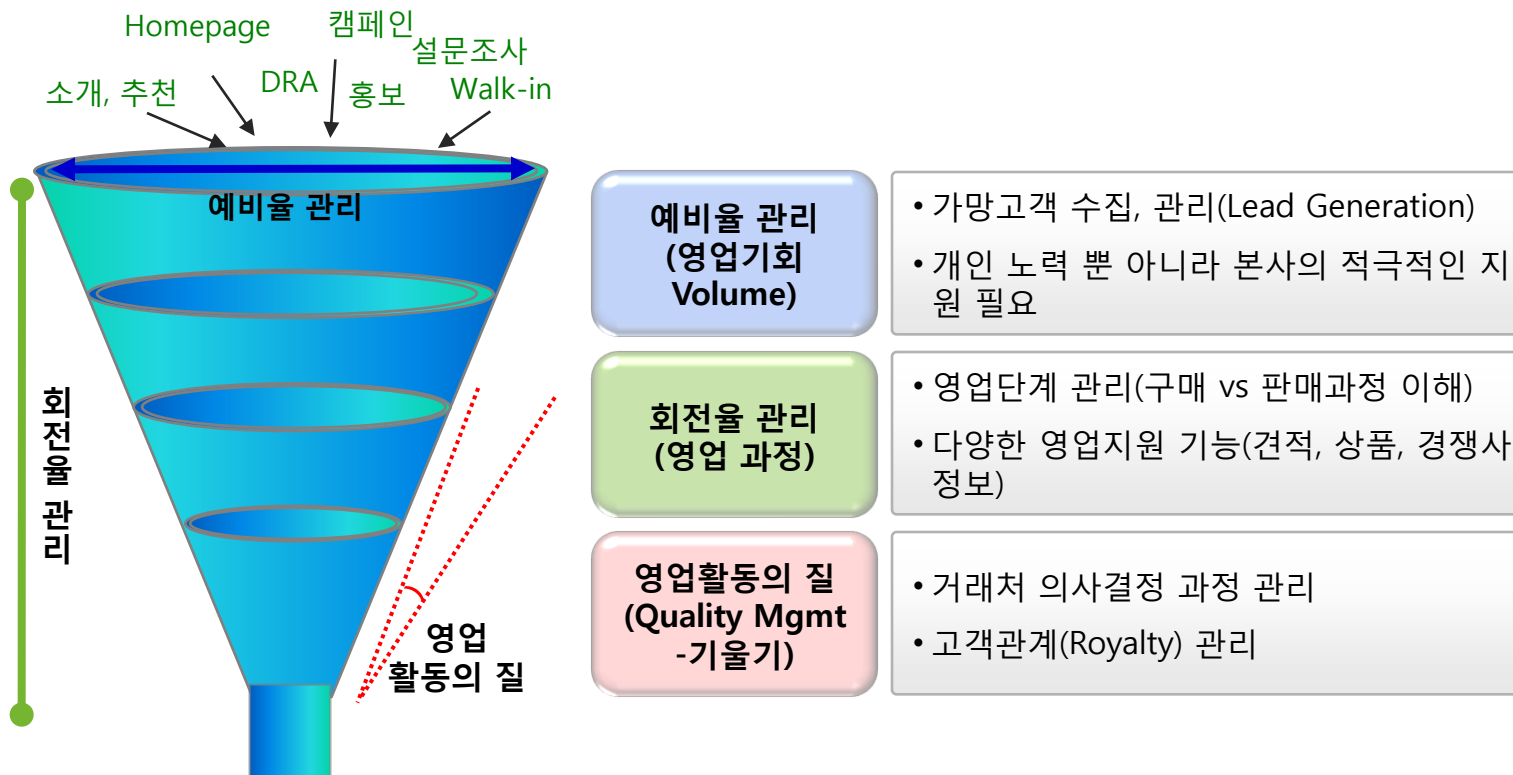 Homepage
캠페인
설문조사
소개, 추천
DRA
홍보
Walk-in
예비율 관리
회
전
율
관
리
영업
활동의 질
예비율 관리
(영업기회
Volume)
• 가망고객 수집, 관리(Lead Generation)
• 개인 노력 뿐 아니라 본사의 적극적인 지
원 필요
회전율 관리
(영업 과정)
• 영업단계 관리(구매 vs 판매과정 이해)
• 다양한 영업지원 기능(견적, 상품, 경쟁사
정보)
영업활동의 질
(Quality Mgmt
-기울기)
• 거래처 의사결정 과정 관리
• 고객관계(Royalty) 관리